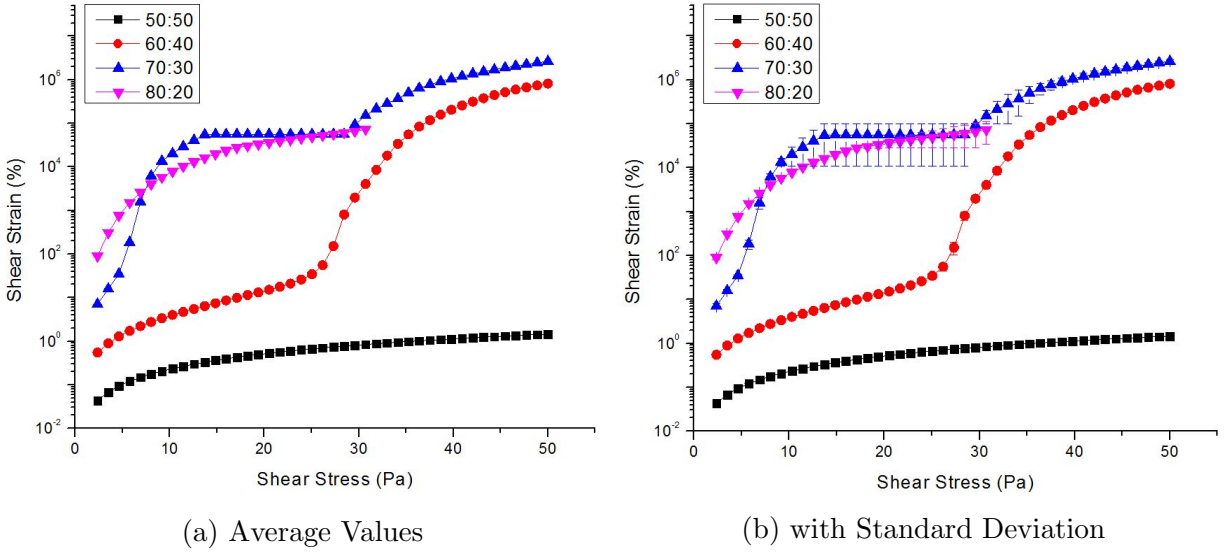 50:50
60:40
70:30
80:20
10^6
10^4
10^2
10^0
10^-2
0 10 20 30 40 50
Shear Strain (%)
Shear Stress (Pa)
(a) Average Values
50:50
60:40
70:30
80:20
10^6
10^4
10^2
10^0
10^-2
0 10 20 30 40 50
Shear Strain (%)
Shear Stress (Pa)
(b) with Standard Deviation